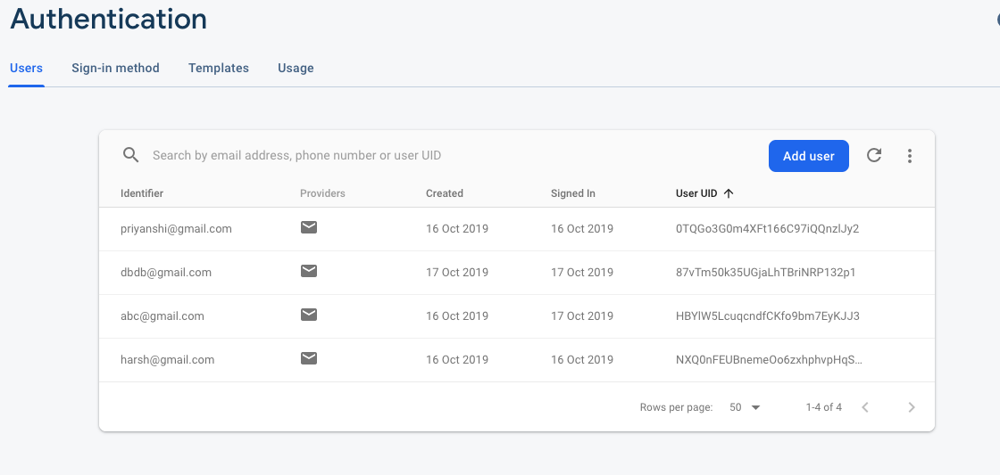 Authentication
Users Sign-in method Templates Usage
Search by email address, phone number or user UID Add user
Identifier Providers Created Signed In User UID
priyanshi@gmail.com 16 Oct 2019 16 Oct 2019 0TQGo3G0m4XFt166C97iQQnzlJy2
dbdb@gmail.com 17 Oct 2019 17 Oct 2019 87vTm50k35UGjaLhTBriNRP132p1
abc@gmail.com 16 Oct 2019 17 Oct 2019 HBYlW5LcuqcndfCKfo9bm7EyKJJ3
harsh@gmail.com 16 Oct 2019 16 Oct 2019 NXQ0nFEUBnemeOo6zxhphvpHqS...
Rows per page: 50 1-4 of 4